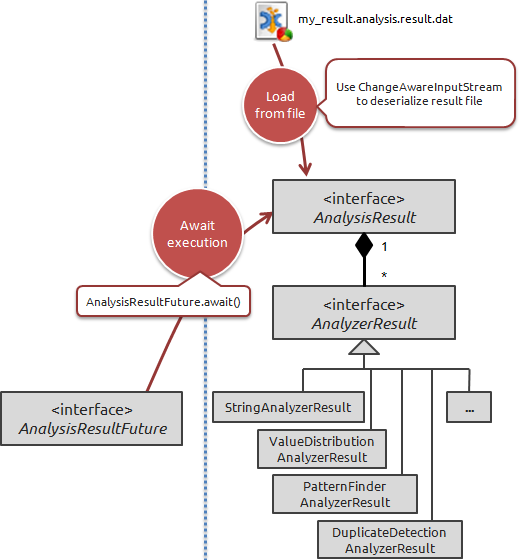 my_result.analysis.result.dat
Load
from file
Use ChangeAwareInputStream
to deserialize result file
<interface>
AnalysisResult
Await
execution
1
*
AnalysisResultFuture.await()
<interface>
AnalyzerResult
<interface>
AnalysisResultFuture
StringAnalyzerResult
...
ValueDistribution
AnalyzerResult
PatternFinder
AnalyzerResult
DuplicateDetection
AnalyzerResult